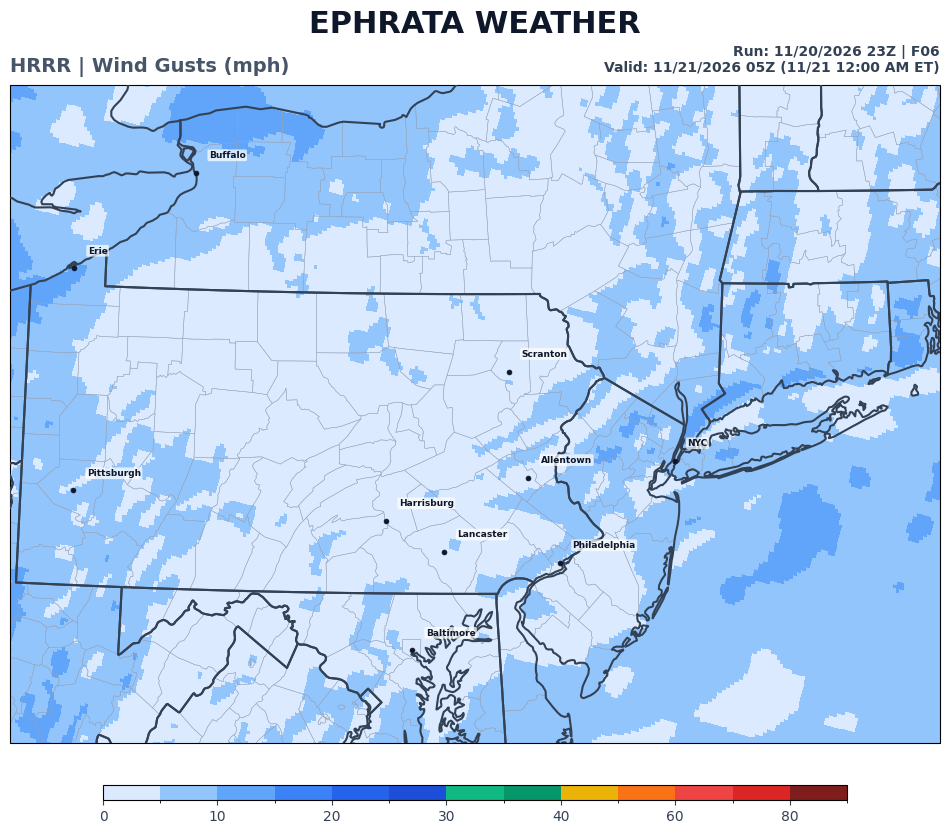 EPHRATA WEATHER
HRRR | Wind Gusts (mph)
Run: 11/20/2026 23Z | F06
Valid: 11/21/2026 05Z (11/21 12:00 AM ET)
Buffalo
Erie
Scranton
NYC
Allentown
Pittsburgh
Harrisburg
Lancaster
Philadelphia
Baltimore
0 10 20 30 40 50 60 70 80